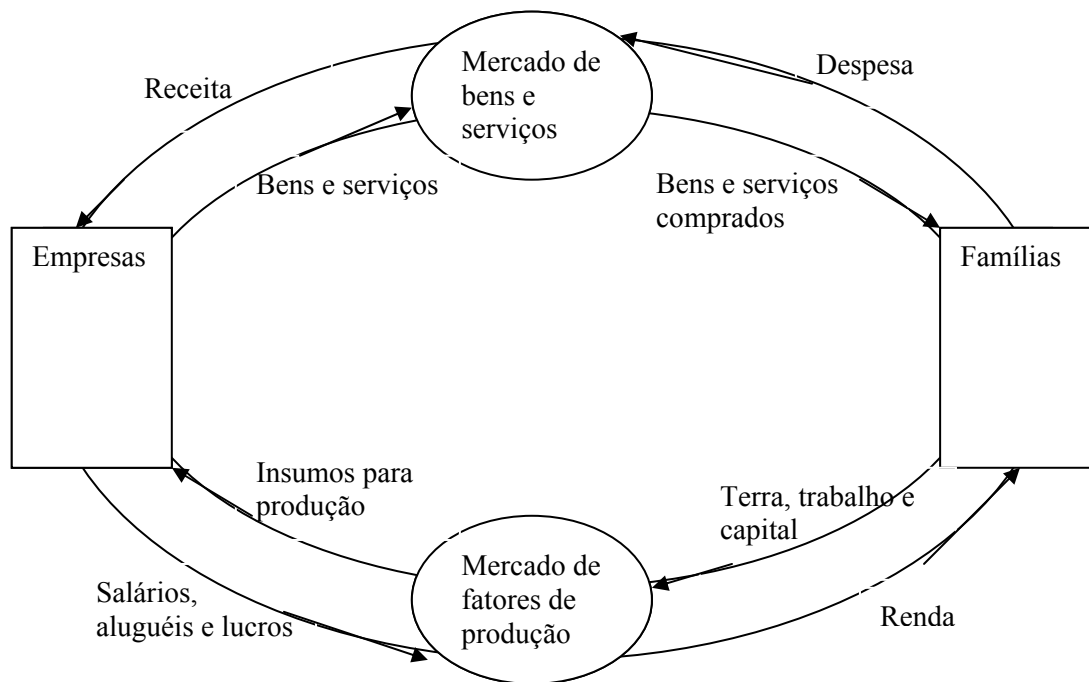 Mercado de
bens e
serviços
Despesa
Receita
Bens e serviços
Bens e serviços
comprados
Empresas
Famílias
Insumos para
produção
Terra, trabalho e
capital
Mercado de
fatores de
produção
Salários,
aluguéis e lucros
Renda